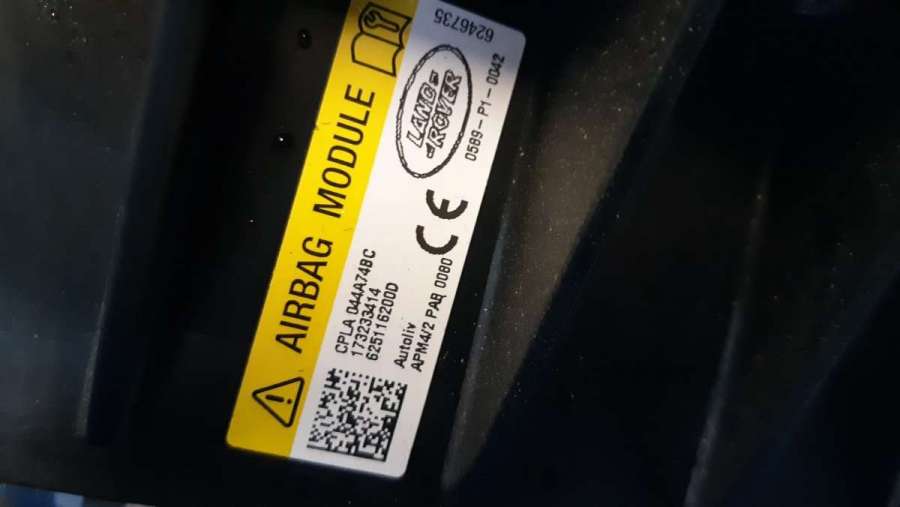 AIRBAG MODULE
LAND-
-ROVER
6246735
CPLA 044A74BC
173233414
625116200D
0589-P1-0042
Autoliv
APM4/2 PAB 0080 CE